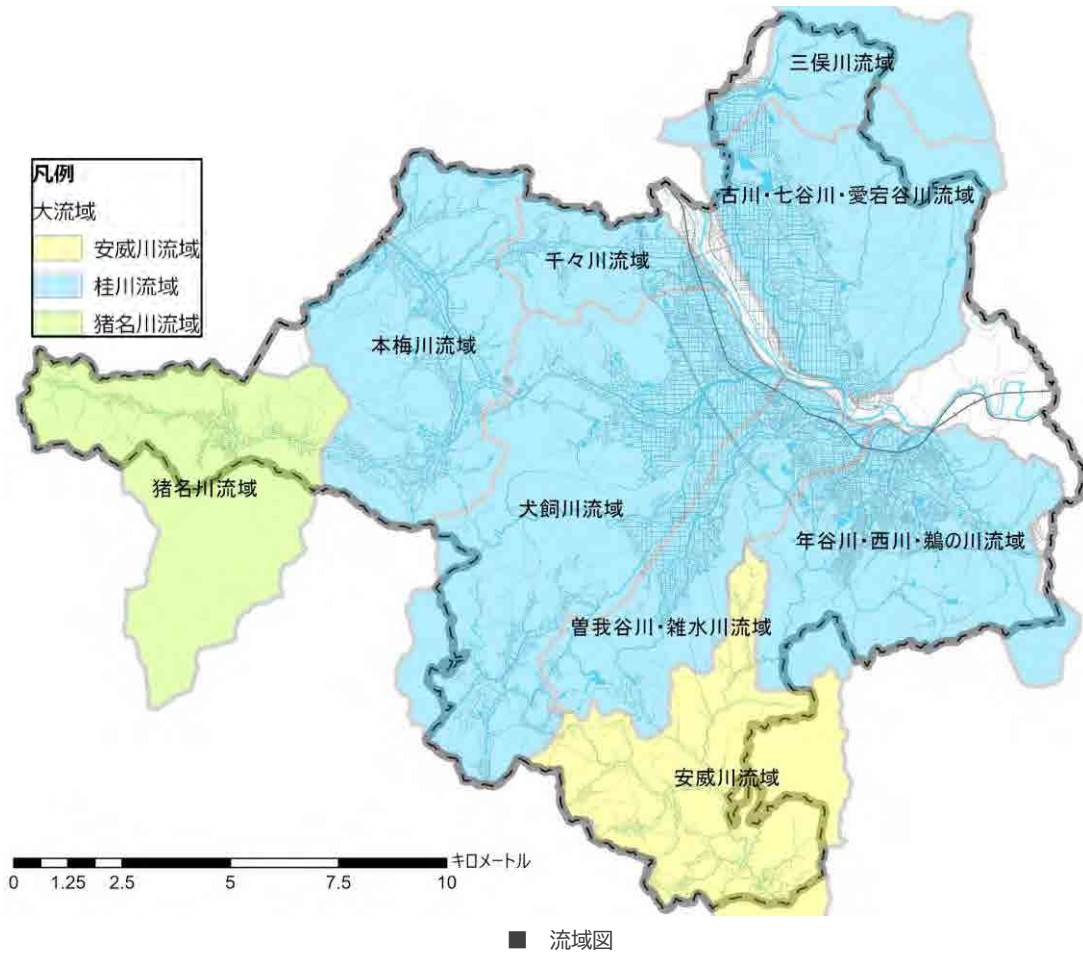 三俣川流域
凡例
大流域
安威川流域
桂川流域
猪名川流域
古川・七谷川・愛宕谷川流域
千々川流域
本梅川流域
猪名川流域
犬飼川流域
年谷川・西川・鵜の川流域
曽我谷川・雑水川流域
安威川流域
キロメートル
0 1.25 2.5 5 7.5 10
■ 流域図